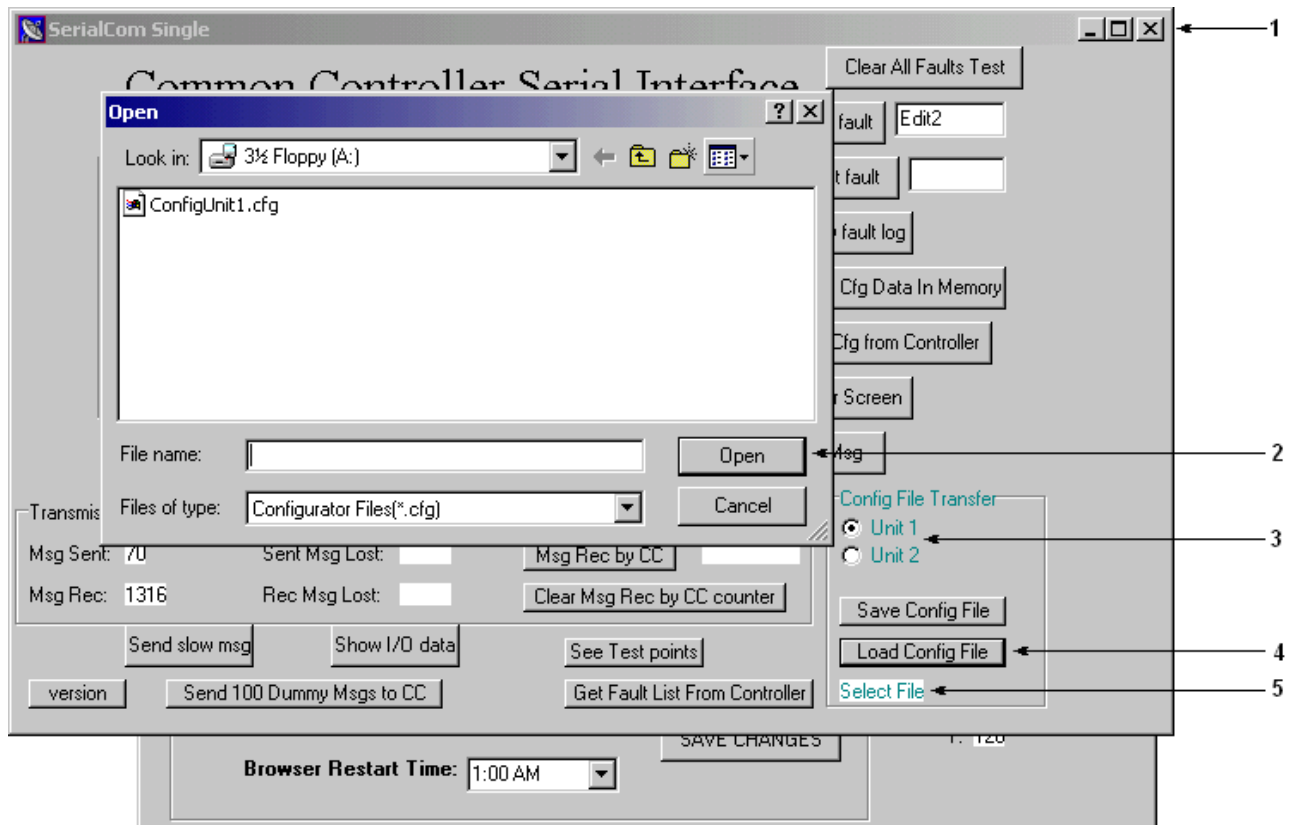 SerialCom Single
1
Common Controller Serial Interface
Clear All Faults Test
Open
fault
Edit2
Look in:
3½ Floppy (A:)
t fault
ConfigUnit1.cfg
fault log
Cfg Data In Memory
Cfg from Controller
r Screen
File name:
Open
2
Msg
Files of type:
Configurator Files(*.cfg)
Cancel
Config File Transfer
Transmis
Unit 1
3
Msg Sent:
70
Sent Msg Lost:
Msg Rec by CC
Unit 2
Msg Rec:
1316
Rec Msg Lost:
Clear Msg Rec by CC counter
Save Config File
Send slow msg
Show I/O data
See Test points
Load Config File
4
version
Send 100 Dummy Msgs to CC
Get Fault List From Controller
Select File
5
SAVE CHANGES
Browser Restart Time:
1:00 AM